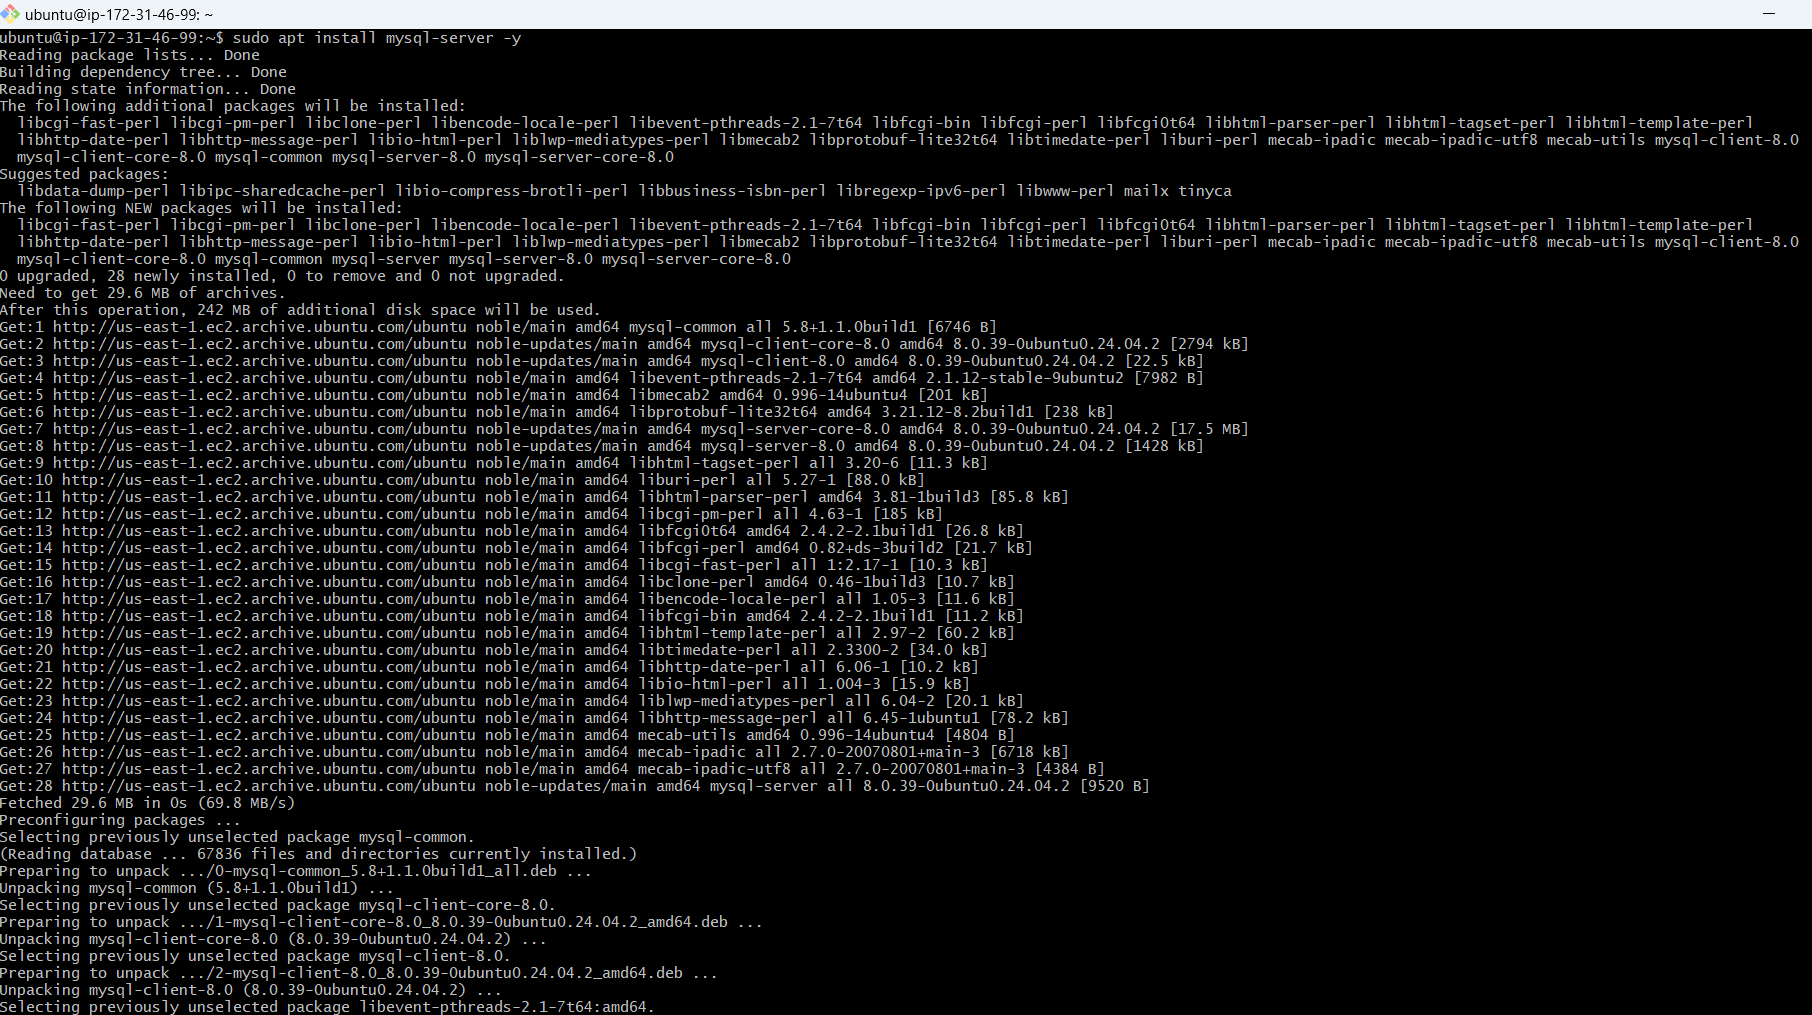 ubuntu@ip-172-31-46-99: ~
ubuntu@ip-172-31-46-99:~$ sudo apt install mysql-server -y
Reading package lists... Done
Building dependency tree... Done
Reading state information... Done
The following additional packages will be installed:
  libcgi-fast-perl libcgi-pm-perl libclone-perl libencode-locale-perl libevent-pthreads-2.1-7t64 libfcgi-bin libfcgi-perl libfcgi0t64 libhtml-parser-perl libhtml-tagset-perl libhtml-template-perl
  libhttp-date-perl libhttp-message-perl libio-html-perl liblwp-mediatypes-perl libmecab2 libprotobuf-lite32t64 libtimedate-perl liburi-perl mecab-ipadic mecab-ipadic-utf8 mecab-utils mysql-client-8.0
  mysql-client-core-8.0 mysql-common mysql-server-8.0 mysql-server-core-8.0
Suggested packages:
  libdata-dump-perl libipc-sharedcache-perl libio-compress-brotli-perl libbusiness-isbn-perl libregexp-ipv6-perl libwww-perl mailx tinyca
The following NEW packages will be installed:
  libcgi-fast-perl libcgi-pm-perl libclone-perl libencode-locale-perl libevent-pthreads-2.1-7t64 libfcgi-bin libfcgi-perl libfcgi0t64 libhtml-parser-perl libhtml-tagset-perl libhtml-template-perl
  libhttp-date-perl libhttp-message-perl libio-html-perl liblwp-mediatypes-perl libmecab2 libprotobuf-lite32t64 libtimedate-perl liburi-perl mecab-ipadic mecab-ipadic-utf8 mecab-utils mysql-client-8.0
  mysql-client-core-8.0 mysql-common mysql-server mysql-server-8.0 mysql-server-core-8.0
0 upgraded, 28 newly installed, 0 to remove and 0 not upgraded.
Need to get 29.6 MB of archives.
After this operation, 242 MB of additional disk space will be used.
Get:1 http://us-east-1.ec2.archive.ubuntu.com/ubuntu noble/main amd64 mysql-common all 5.8+1.1.0build1 [6746 B]
Get:2 http://us-east-1.ec2.archive.ubuntu.com/ubuntu noble-updates/main amd64 mysql-client-core-8.0 amd64 8.0.39-0ubuntu0.24.04.2 [2794 kB]
Get:3 http://us-east-1.ec2.archive.ubuntu.com/ubuntu noble-updates/main amd64 mysql-client-8.0 amd64 8.0.39-0ubuntu0.24.04.2 [22.5 kB]
Get:4 http://us-east-1.ec2.archive.ubuntu.com/ubuntu noble/main amd64 libevent-pthreads-2.1-7t64 amd64 2.1.12-stable-9ubuntu2 [7982 B]
Get:5 http://us-east-1.ec2.archive.ubuntu.com/ubuntu noble/main amd64 libmecab2 amd64 0.996-14ubuntu4 [201 kB]
Get:6 http://us-east-1.ec2.archive.ubuntu.com/ubuntu noble/main amd64 libprotobuf-lite32t64 amd64 3.21.12-8.2build1 [238 kB]
Get:7 http://us-east-1.ec2.archive.ubuntu.com/ubuntu noble-updates/main amd64 mysql-server-core-8.0 amd64 8.0.39-0ubuntu0.24.04.2 [17.5 MB]
Get:8 http://us-east-1.ec2.archive.ubuntu.com/ubuntu noble-updates/main amd64 mysql-server-8.0 amd64 8.0.39-0ubuntu0.24.04.2 [1428 kB]
Get:9 http://us-east-1.ec2.archive.ubuntu.com/ubuntu noble/main amd64 libhtml-tagset-perl all 3.20-6 [11.3 kB]
Get:10 http://us-east-1.ec2.archive.ubuntu.com/ubuntu noble/main amd64 liburi-perl all 5.27-1 [88.0 kB]
Get:11 http://us-east-1.ec2.archive.ubuntu.com/ubuntu noble/main amd64 libhtml-parser-perl amd64 3.81-1build3 [85.8 kB]
Get:12 http://us-east-1.ec2.archive.ubuntu.com/ubuntu noble/main amd64 libcgi-pm-perl all 4.63-1 [185 kB]
Get:13 http://us-east-1.ec2.archive.ubuntu.com/ubuntu noble/main amd64 libfcgi0t64 amd64 2.4.2-2.1build1 [26.8 kB]
Get:14 http://us-east-1.ec2.archive.ubuntu.com/ubuntu noble/main amd64 libfcgi-perl amd64 0.82+ds-3build2 [21.7 kB]
Get:15 http://us-east-1.ec2.archive.ubuntu.com/ubuntu noble/main amd64 libcgi-fast-perl all 1:2.17-1 [10.3 kB]
Get:16 http://us-east-1.ec2.archive.ubuntu.com/ubuntu noble/main amd64 libclone-perl amd64 0.46-1build3 [10.7 kB]
Get:17 http://us-east-1.ec2.archive.ubuntu.com/ubuntu noble/main amd64 libencode-locale-perl all 1.05-3 [11.6 kB]
Get:18 http://us-east-1.ec2.archive.ubuntu.com/ubuntu noble/main amd64 libfcgi-bin amd64 2.4.2-2.1build1 [11.2 kB]
Get:19 http://us-east-1.ec2.archive.ubuntu.com/ubuntu noble/main amd64 libhtml-template-perl all 2.97-2 [60.2 kB]
Get:20 http://us-east-1.ec2.archive.ubuntu.com/ubuntu noble/main amd64 libtimedate-perl all 2.3300-2 [34.0 kB]
Get:21 http://us-east-1.ec2.archive.ubuntu.com/ubuntu noble/main amd64 libhttp-date-perl all 6.06-1 [10.2 kB]
Get:22 http://us-east-1.ec2.archive.ubuntu.com/ubuntu noble/main amd64 libio-html-perl all 1.004-3 [15.9 kB]
Get:23 http://us-east-1.ec2.archive.ubuntu.com/ubuntu noble/main amd64 liblwp-mediatypes-perl all 6.04-2 [20.1 kB]
Get:24 http://us-east-1.ec2.archive.ubuntu.com/ubuntu noble/main amd64 libhttp-message-perl all 6.45-1ubuntu1 [78.2 kB]
Get:25 http://us-east-1.ec2.archive.ubuntu.com/ubuntu noble/main amd64 mecab-utils amd64 0.996-14ubuntu4 [4804 B]
Get:26 http://us-east-1.ec2.archive.ubuntu.com/ubuntu noble/main amd64 mecab-ipadic all 2.7.0-20070801+main-3 [6718 kB]
Get:27 http://us-east-1.ec2.archive.ubuntu.com/ubuntu noble/main amd64 mecab-ipadic-utf8 all 2.7.0-20070801+main-3 [4384 B]
Get:28 http://us-east-1.ec2.archive.ubuntu.com/ubuntu noble-updates/main amd64 mysql-server all 8.0.39-0ubuntu0.24.04.2 [9520 B]
Fetched 29.6 MB in 0s (69.8 MB/s)
Preconfiguring packages ...
Selecting previously unselected package mysql-common.
(Reading database ... 67836 files and directories currently installed.)
Preparing to unpack .../0-mysql-common_5.8+1.1.0build1_all.deb ...
Unpacking mysql-common (5.8+1.1.0build1) ...
Selecting previously unselected package mysql-client-core-8.0.
Preparing to unpack .../1-mysql-client-core-8.0_8.0.39-0ubuntu0.24.04.2_amd64.deb ...
Unpacking mysql-client-core-8.0 (8.0.39-0ubuntu0.24.04.2) ...
Selecting previously unselected package mysql-client-8.0.
Preparing to unpack .../2-mysql-client-8.0_8.0.39-0ubuntu0.24.04.2_amd64.deb ...
Unpacking mysql-client-8.0 (8.0.39-0ubuntu0.24.04.2) ...
Selecting previously unselected package libevent-pthreads-2.1-7t64:amd64.